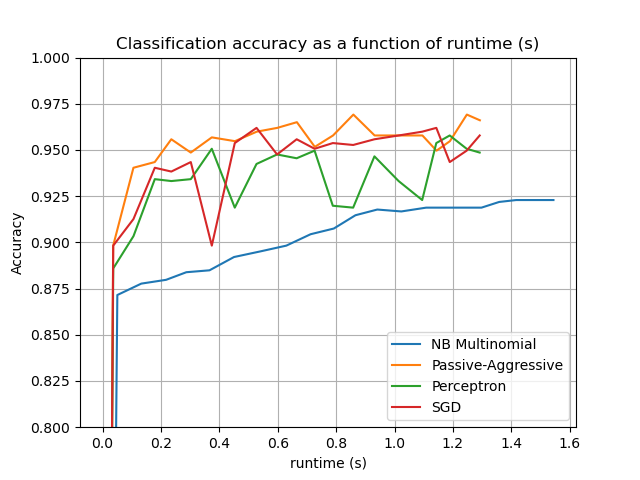 Classification accuracy as a function of runtime (s)
1.000
0.975
0.950
0.925
0.900
0.875
0.850
0.825
0.800
Accuracy
NB Multinomial
Passive-Aggressive
Perceptron
SGD
0.0 0.2 0.4 0.6 0.8 1.0 1.2 1.4 1.6
runtime (s)